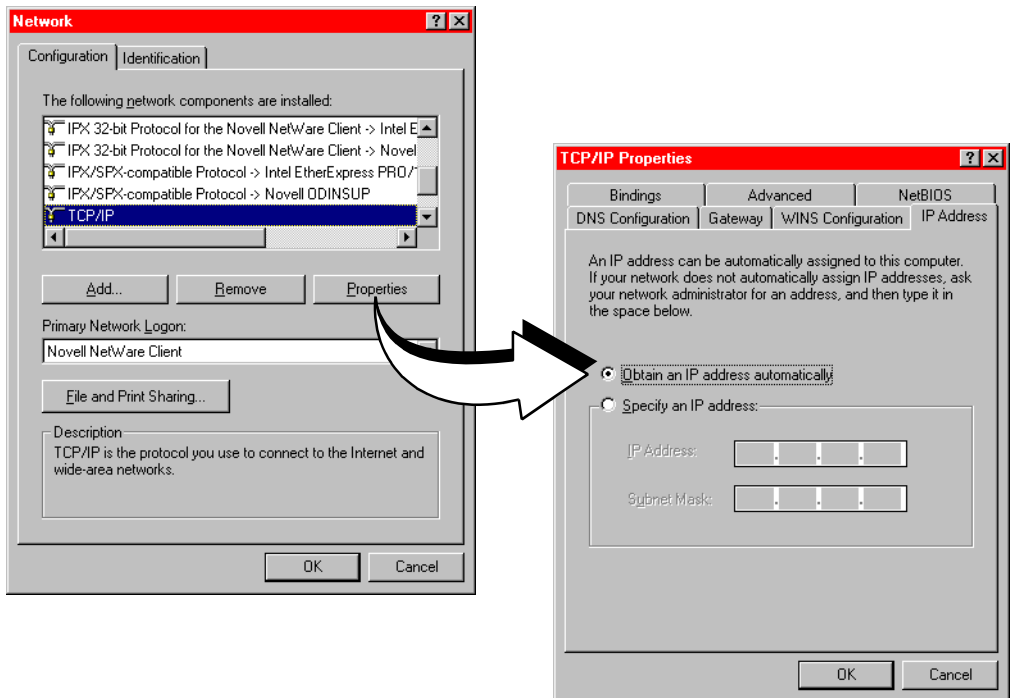 Network
Configuration
Identification
The following network components are installed:
IPX 32-bit Protocol for the Novell NetWare Client -> Intel E
IPX 32-bit Protocol for the Novell NetWare Client -> Novel
IPX/SPX-compatible Protocol -> Intel EtherExpress PRO/
IPX/SPX-compatible Protocol -> Novell ODINSUP
TCP/IP
Add...
Remove
Properties
Primary Network Logon:
Novell NetWare Client
File and Print Sharing...
Description
TCP/IP is the protocol you use to connect to the Internet and
wide-area networks.
OK
Cancel
TCP/IP Properties
Bindings
Advanced
NetBIOS
DNS Configuration
Gateway
WINS Configuration
IP Address
An IP address can be automatically assigned to this computer.
If your network does not automatically assign IP addresses, ask
your network administrator for an address, and then type it in
the space below.
Obtain an IP address automatically
Specify an IP address:
IP Address:
Subnet Mask:
OK
Cancel